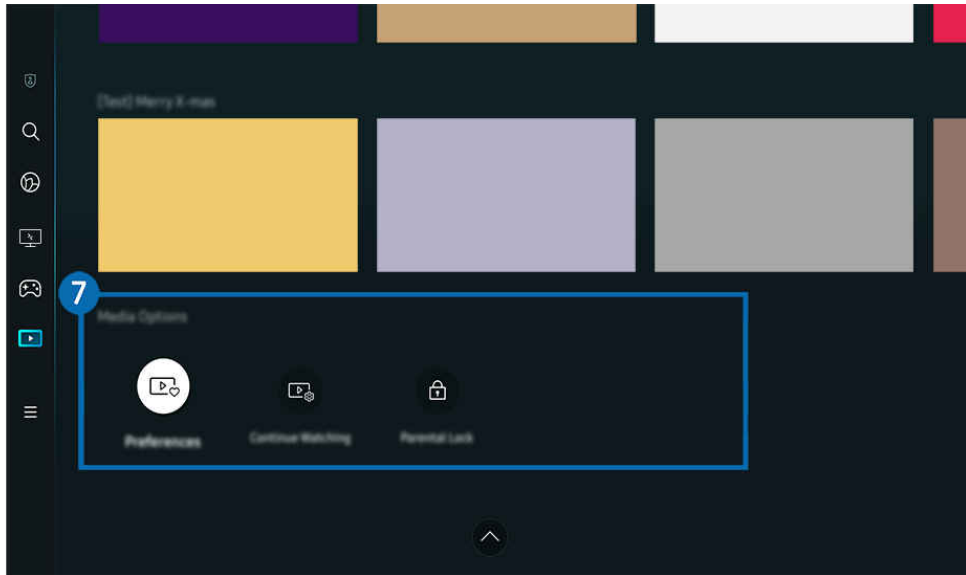 [Test] Merry X-mas
7
Media Options
Preferences
Continue Watching
Parental Lock